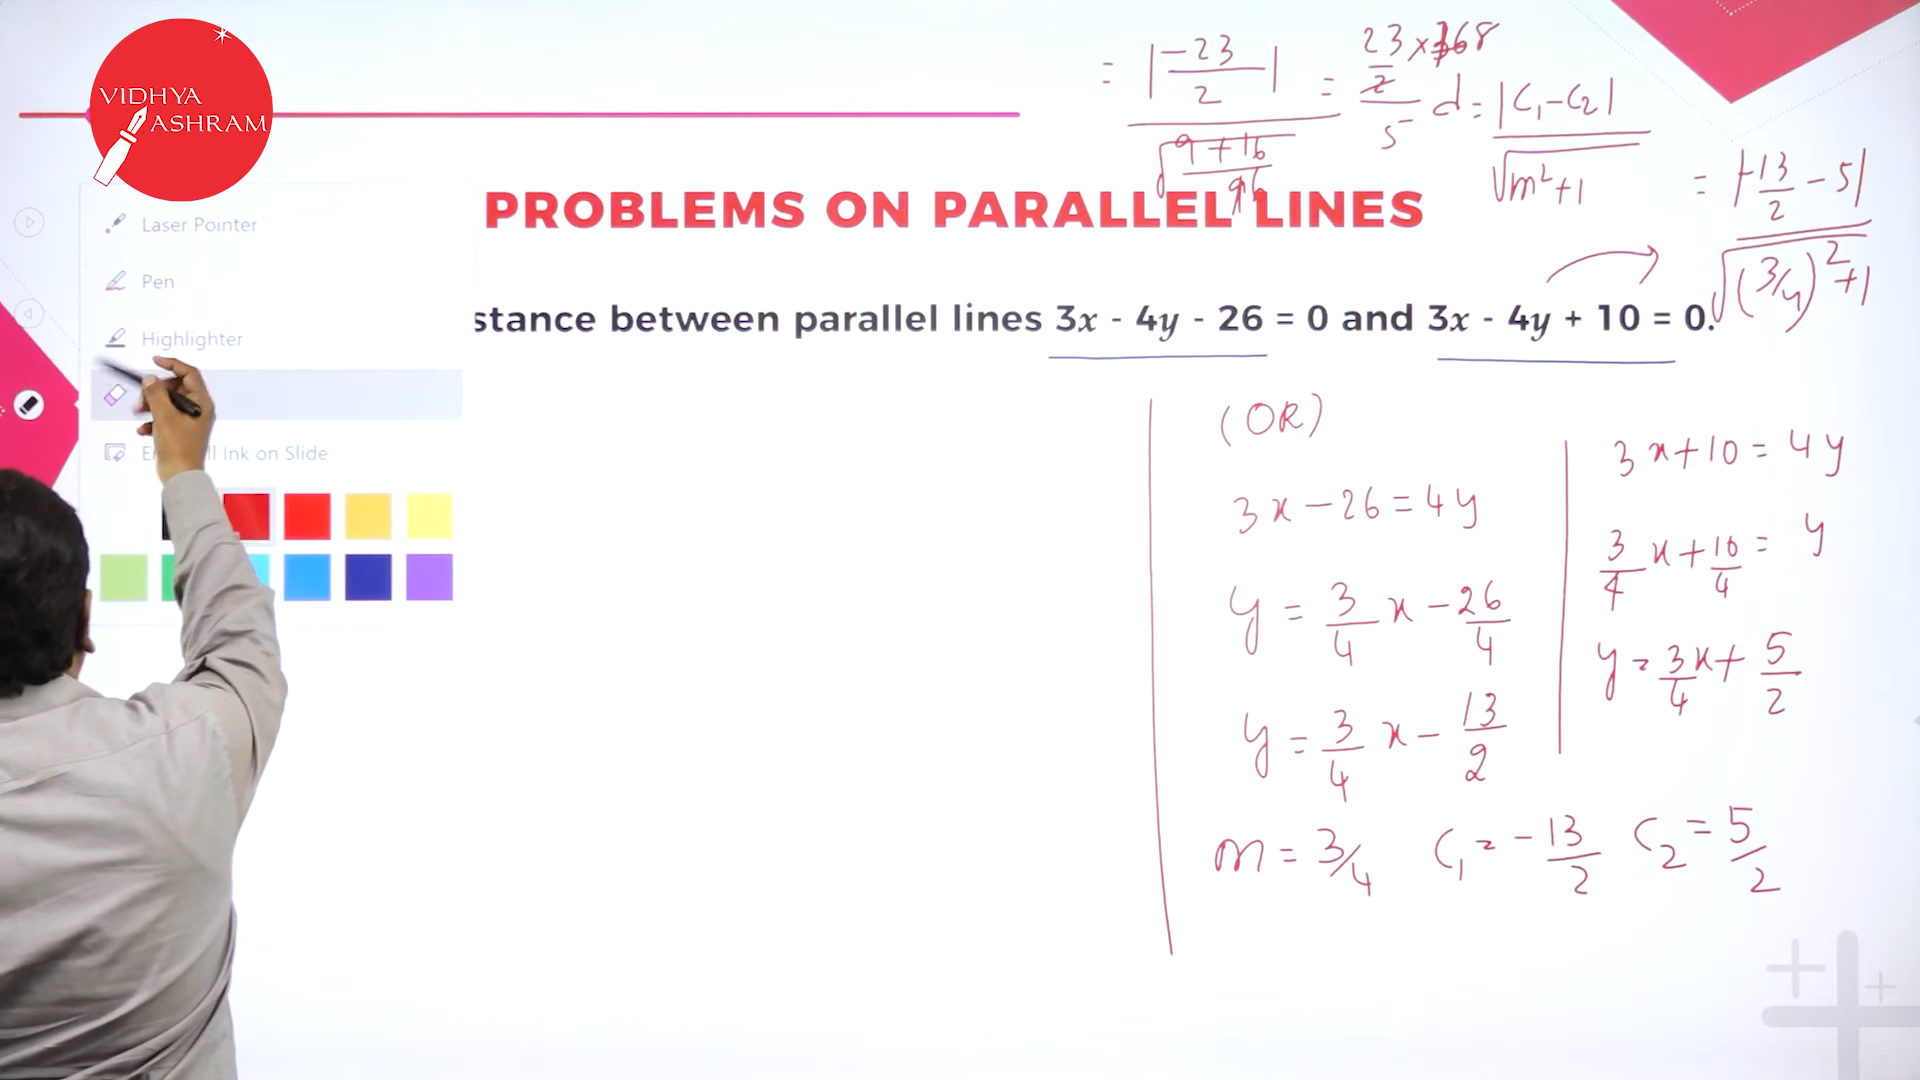 VIDHYA
ASHRAM
= |-23/2| / √(9+16/16) = 23/2 / 5
d = |C₁-C₂| / √m²+1
= |-13/2 - 5| / √(3/4)²+1
PROBLEMS ON PARALLEL LINES
Laser Pointer
Pen
Highlighter
Ink on Slide
stance between parallel lines 3x - 4y - 26 = 0 and 3x - 4y + 10 = 0.
(OR)
3x - 26 = 4y
y = 3/4 x - 26/4
y = 3/4 x - 13/2
m = 3/4 C₁ = -13/2 C₂ = 5/2
3x + 10 = 4y
3/4 x + 10/4 = y
y = 3/4 x + 5/2